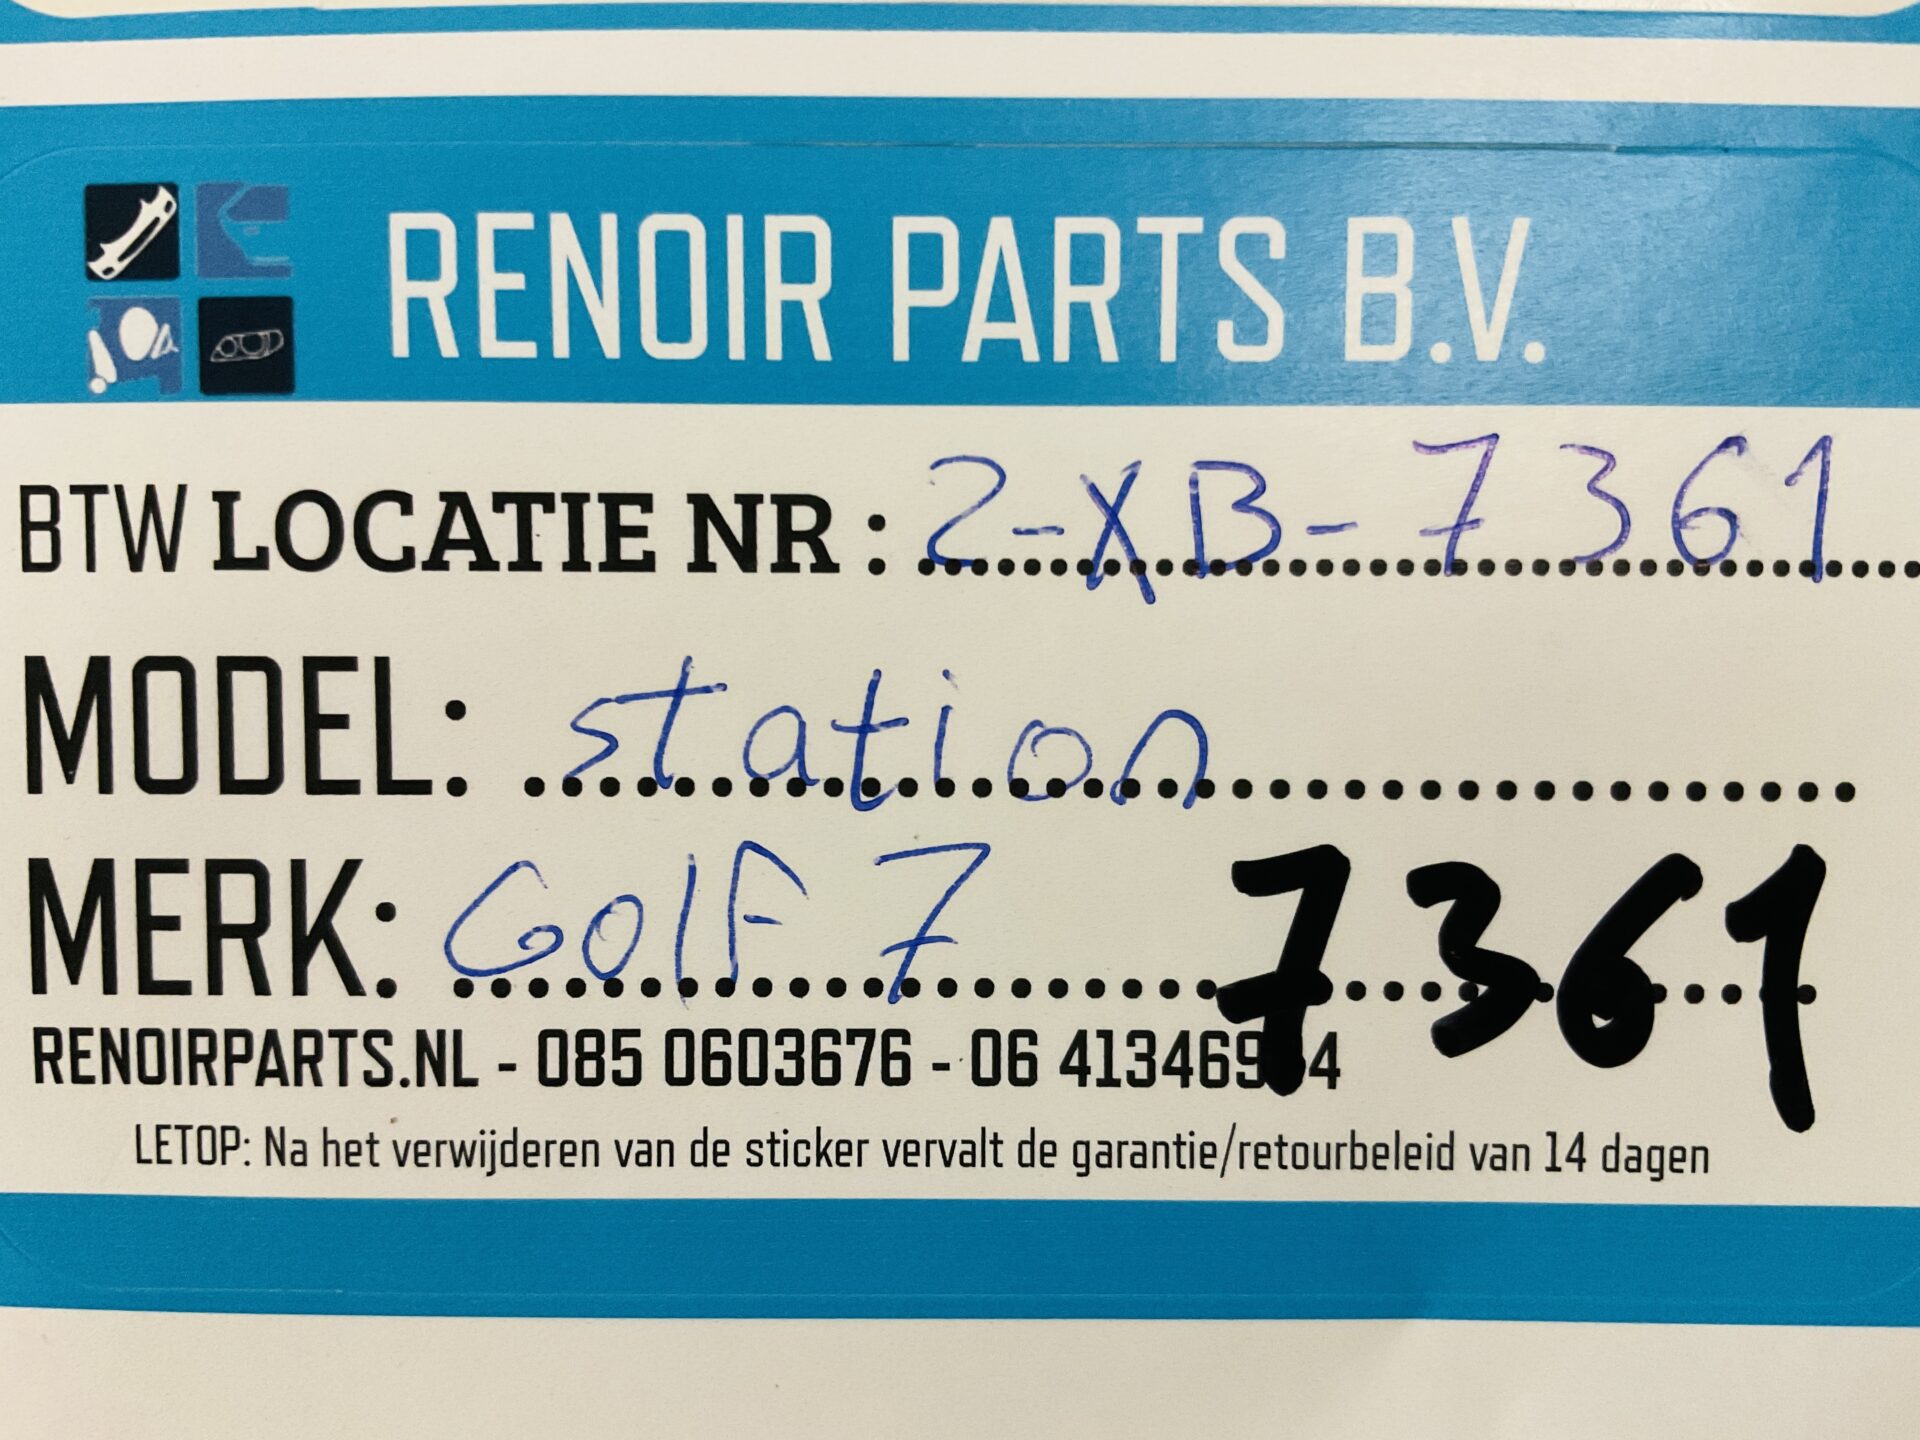 RENOIR PARTS B.V.
BTW LOCATIE NR : 2-XB-7361
MODEL: station
MERK: Golf 7 7361
RENOIRPARTS.NL - 085 0603676 - 06
LETOP: Na het verwijderen van de sticker vervalt de garantie/retourbeleid van 14 dagen